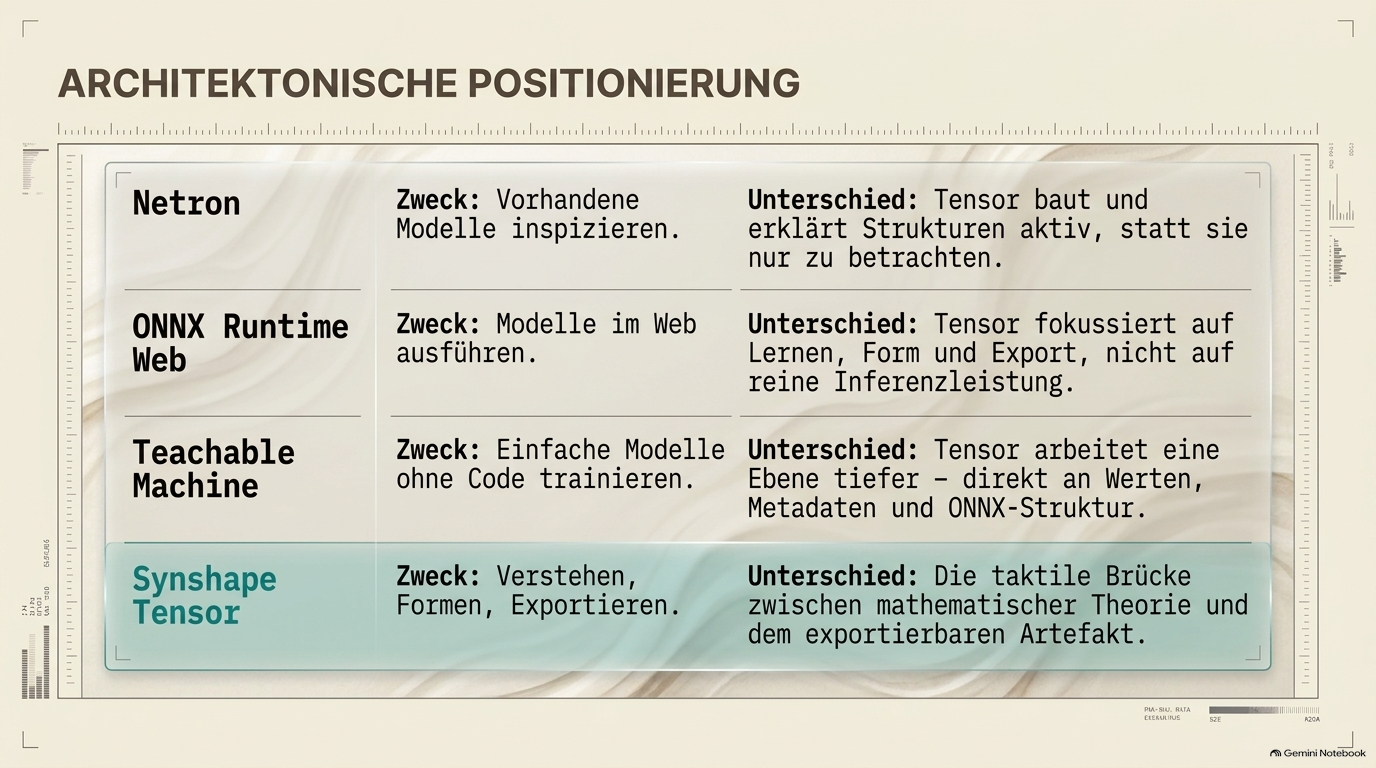 ARCHITEKTONISCHE POSITIONIERUNG
Netron
Zweck: Vorhandene
Modelle inspizieren.
Unterschied: Tensor baut und
erklärt Strukturen aktiv, statt sie
nur zu betrachten.
ONNX Runtime
Web
Zweck: Modelle im Web
ausführen.
Unterschied: Tensor fokussiert auf
Lernen, Form und Export, nicht auf
reine Inferenzleistung.
Teachable
Machine
Zweck: Einfache Modelle
ohne Code trainieren.
Unterschied: Tensor arbeitet eine
Ebene tiefer – direkt an Werten,
Metadaten und ONNX-Struktur.
Synshape
Tensor
Zweck: Verstehen,
Formen, Exportieren.
Unterschied: Die taktile Brücke
zwischen mathematischer Theorie und
dem exportierbaren Artefakt.
S2E
A20A
Gemini Notebook